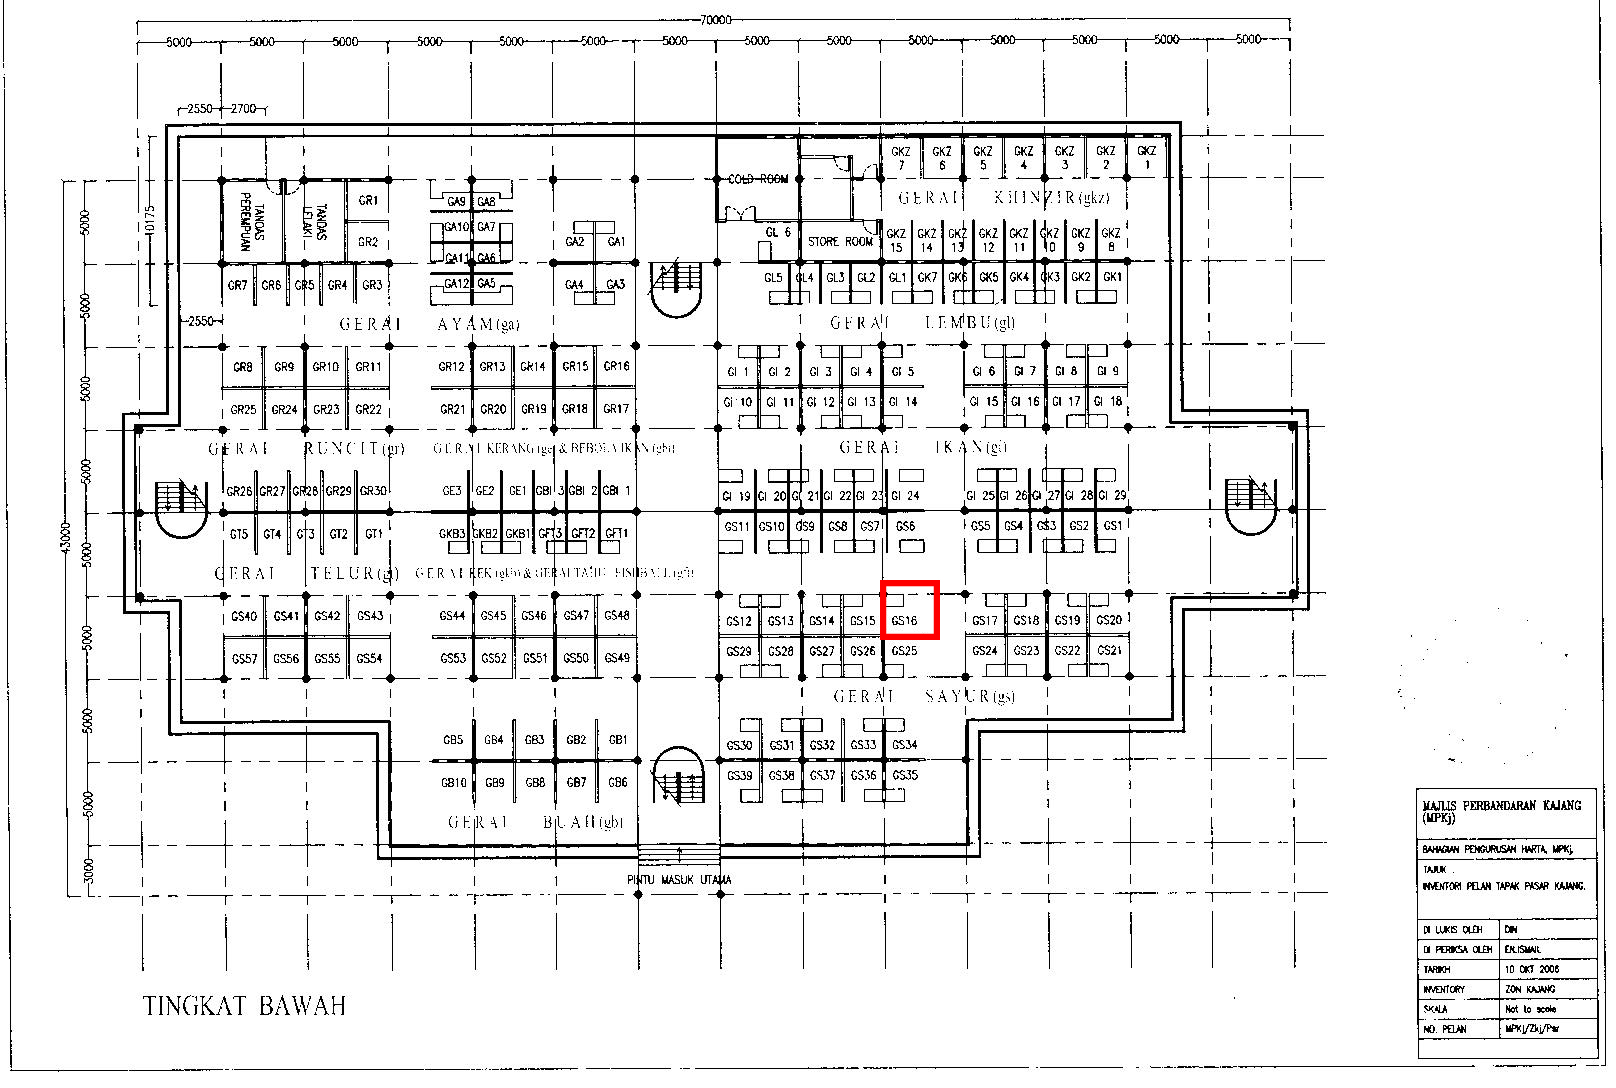 70000
5000 5000 5000 5000 5000 5000 5000 5000 5000 5000 5000 5000 5000 5000
2550 2700
GKZ 7 GKZ 6 GKZ 5 GKZ 4 GKZ 3 GKZ 2 GKZ 1
COLD ROOM
GERAI KHINZIR(gkz)
TANDAS PEREMPUAN
TANDAS LELAKI
GR1
GR2
GA9 GA8
GA10 GA7
GA11 GA6
GA12 GA5
GA2 GA1
GA4 GA3
GL 6
STORE ROOM
GKZ 15 GKZ 14 GKZ 13 GKZ 12 GKZ 11 GKZ 10 GKZ 9 GKZ 8
GR7 GR6 GR5 GR4 GR3
GL5 GL4 GL3 GL2 GL1 GK7 GK6 GK5 GK4 GK3 GK2 GK1
10175
2550
GERAI AYAM(ga)
GERAI LEMBU(gl)
GR8 GR9 GR10 GR11 GR12 GR13 GR14 GR15 GR16
GI 1 GI 2 GI 3 GI 4 GI 5 GI 6 GI 7 GI 8 GI 9
GR25 GR24 GR23 GR22 GR21 GR20 GR19 GR18 GR17
GI 10 GI 11 GI 12 GI 13 GI 14 GI 15 GI 16 GI 17 GI 18
GERAI RUNCIT(gr)
GERAI KERANG(ge) & BEBOLA IKAN(gbi)
GERAI IKAN(gi)
GR26 GR27 GR28 GR29 GR30 GE3 GE2 GE1 GBI 3 GBI 2 GBI 1
GI 19 GI 20 GI 21 GI 22 GI 23 GI 24 GI 25 GI 26 GI 27 GI 28 GI 29
GT5 GT4 GT3 GT2 GT1 GKB3 GKB2 GKB1 GFT3 GFT2 GFT1
GS11 GS10 GS9 GS8 GS7 GS6 GS5 GS4 GS3 GS2 GS1
GERAI TELUR(gt)
GERAI KEK(gkb) & GERAI TAHU FISHBALL(gft)
GS40 GS41 GS42 GS43 GS44 GS45 GS46 GS47 GS48
GS12 GS13 GS14 GS15 GS16 GS17 GS18 GS19 GS20
GS57 GS56 GS55 GS54 GS53 GS52 GS51 GS50 GS49
GS29 GS28 GS27 GS26 GS25 GS24 GS23 GS22 GS21
GERAI SAYUR(gs)
GB5 GB4 GB3 GB2 GB1
GS30 GS31 GS32 GS33 GS34
GB10 GB9 GB8 GB7 GB6
GS39 GS38 GS37 GS36 GS35
GERAI BUAH(gb)
PINTU MASUK UTAMA
5000
5000
5000
5000
5000
5000
5000
5000
3000
43000
TINGKAT BAWAH
MAJLIS PERBANDARAN KAJANG
(MPKj)
BAHAGIAN PENGURUSAN HARTA, MPKj.
TAJUK .
INVENTORI PELAN TAPAK PASAR KAJANG.
DI LUKIS OLEH DIN
DI PERIKSA OLEH EN.ISMAIL
TARIKH 10 OKT 2006
INVENTORY ZON KAJANG
SKALA Not to scale
NO. PELAN MPKj/Zkj/Psr